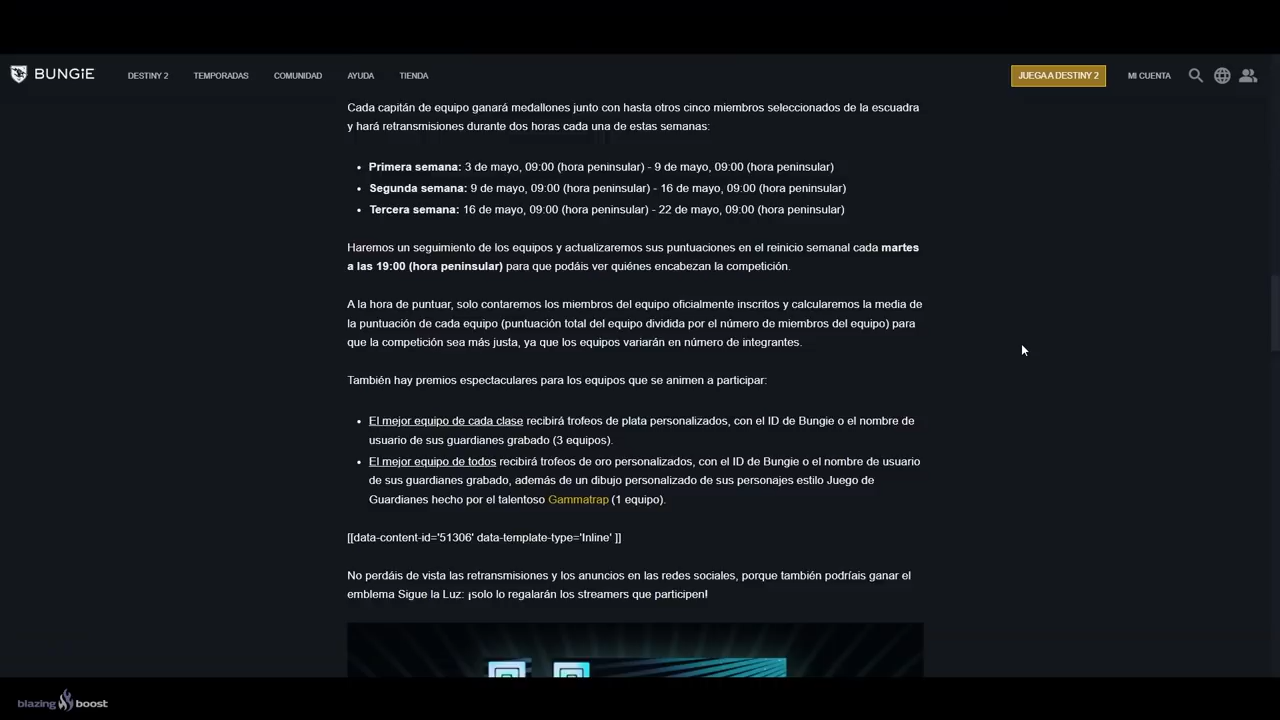 BUNGiE
DESTINY 2 TEMPORADAS COMUNIDAD AYUDA TIENDA JUEGA A DESTINY 2 MI CUENTA
Cada capitán de equipo ganará medallones junto con hasta otros cinco miembros seleccionados de la escuadra
y hará retransmisiones durante dos horas cada una de estas semanas:
• Primera semana: 3 de mayo, 09:00 (hora peninsular) - 9 de mayo, 09:00 (hora peninsular)
• Segunda semana: 9 de mayo, 09:00 (hora peninsular) - 16 de mayo, 09:00 (hora peninsular)
• Tercera semana: 16 de mayo, 09:00 (hora peninsular) - 22 de mayo, 09:00 (hora peninsular)
Haremos un seguimiento de los equipos y actualizaremos sus puntuaciones en el reinicio semanal cada martes
a las 19:00 (hora peninsular) para que podáis ver quiénes encabezan la competición.
A la hora de puntuar, solo contaremos los miembros del equipo oficialmente inscritos y calcularemos la media de
la puntuación de cada equipo (puntuación total del equipo dividida por el número de miembros del equipo) para
que la competición sea más justa, ya que los equipos variarán en número de integrantes.
También hay premios espectaculares para los equipos que se animen a participar:
• El mejor equipo de cada clase recibirá trofeos de plata personalizados, con el ID de Bungie o el nombre de
usuario de sus guardianes grabado (3 equipos).
• El mejor equipo de todos recibirá trofeos de oro personalizados, con el ID de Bungie o el nombre de usuario
de sus guardianes grabado, además de un dibujo personalizado de sus personajes estilo Juego de
Guardianes hecho por el talentoso Gammatrap (1 equipo).
[[data-content-id='51306' data-template-type='Inline' ]]
No perdáis de vista las retransmisiones y los anuncios en las redes sociales, porque también podríais ganar el
emblema Sigue la Luz: ¡solo lo regalarán los streamers que participen!
blazing boost